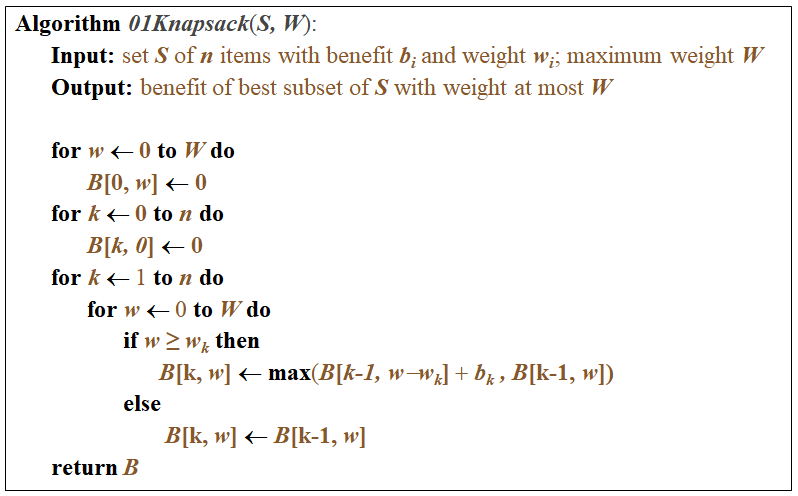 Algorithm 01Knapsack(S, W):
Input: set S of n items with benefit bᵢ and weight wᵢ; maximum weight W
Output: benefit of best subset of S with weight at most W
for w ← 0 to W do
B[0, w] ← 0
for k ← 0 to n do
B[k, 0] ← 0
for k ← 1 to n do
for w ← 0 to W do
if w ≥ wₖ then
B[k, w] ← max(B[k-1, w−wₖ] + bₖ , B[k-1, w])
else
B[k, w] ← B[k-1, w]
return B